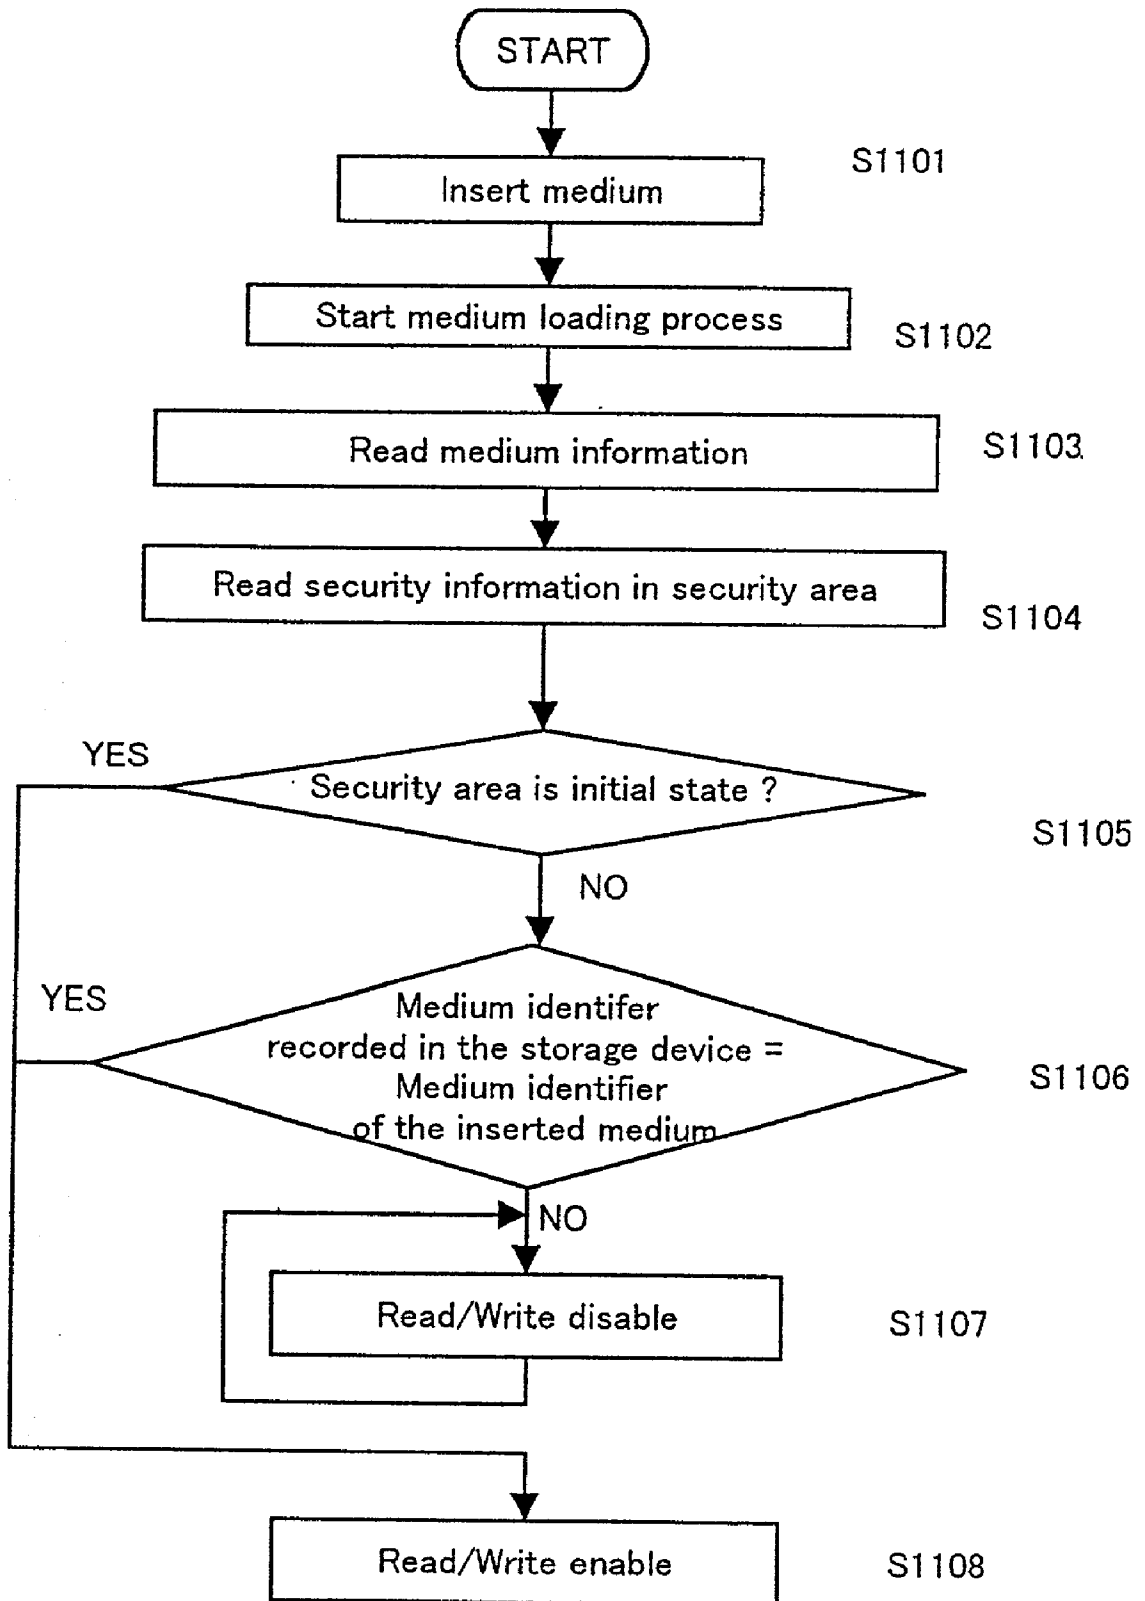 START
S1101
Insert medium
Start medium loading process
S1102
Read medium information
S1103
Read security information in security area
S1104
YES
Security area is initial state ?
S1105
NO
YES
Medium identifer
recorded in the storage device =
Medium identifier
of the inserted medium
S1106
NO
Read/Write disable
S1107
Read/Write enable
S1108